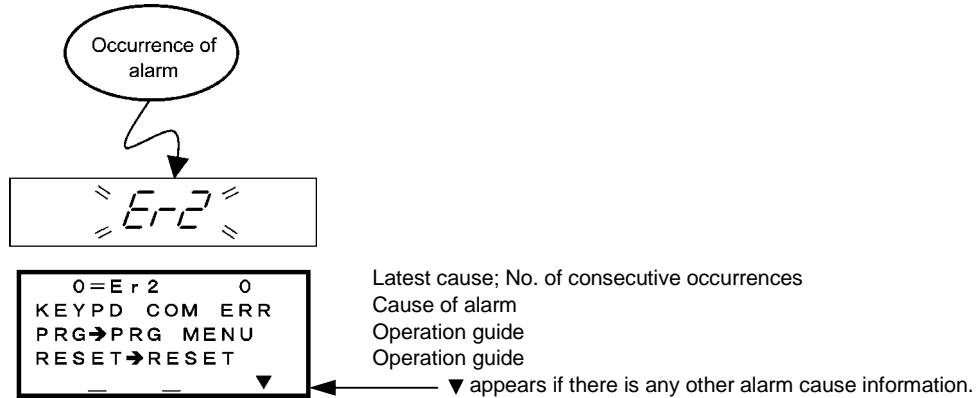 Occurrence of
alarm
Er2
0=Er2 0
KEYPD COM ERR
PRG➔PRG MENU
RESET➔RESET
Latest cause; No. of consecutive occurrences
Cause of alarm
Operation guide
Operation guide
▼ appears if there is any other alarm cause information.